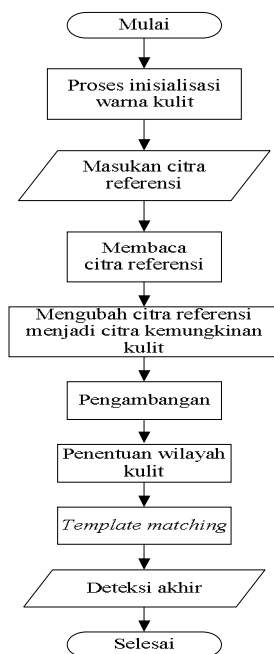 Mulai
Proses inisialisasi
warna kulit
Masukan citra
referensi
Membaca
citra referensi
Mengubah citra referensi
menjadi citra kemungkinan
kulit
Pengambangan
Penentuan wilayah
kulit
Template matching
Deteksi akhir
Selesai